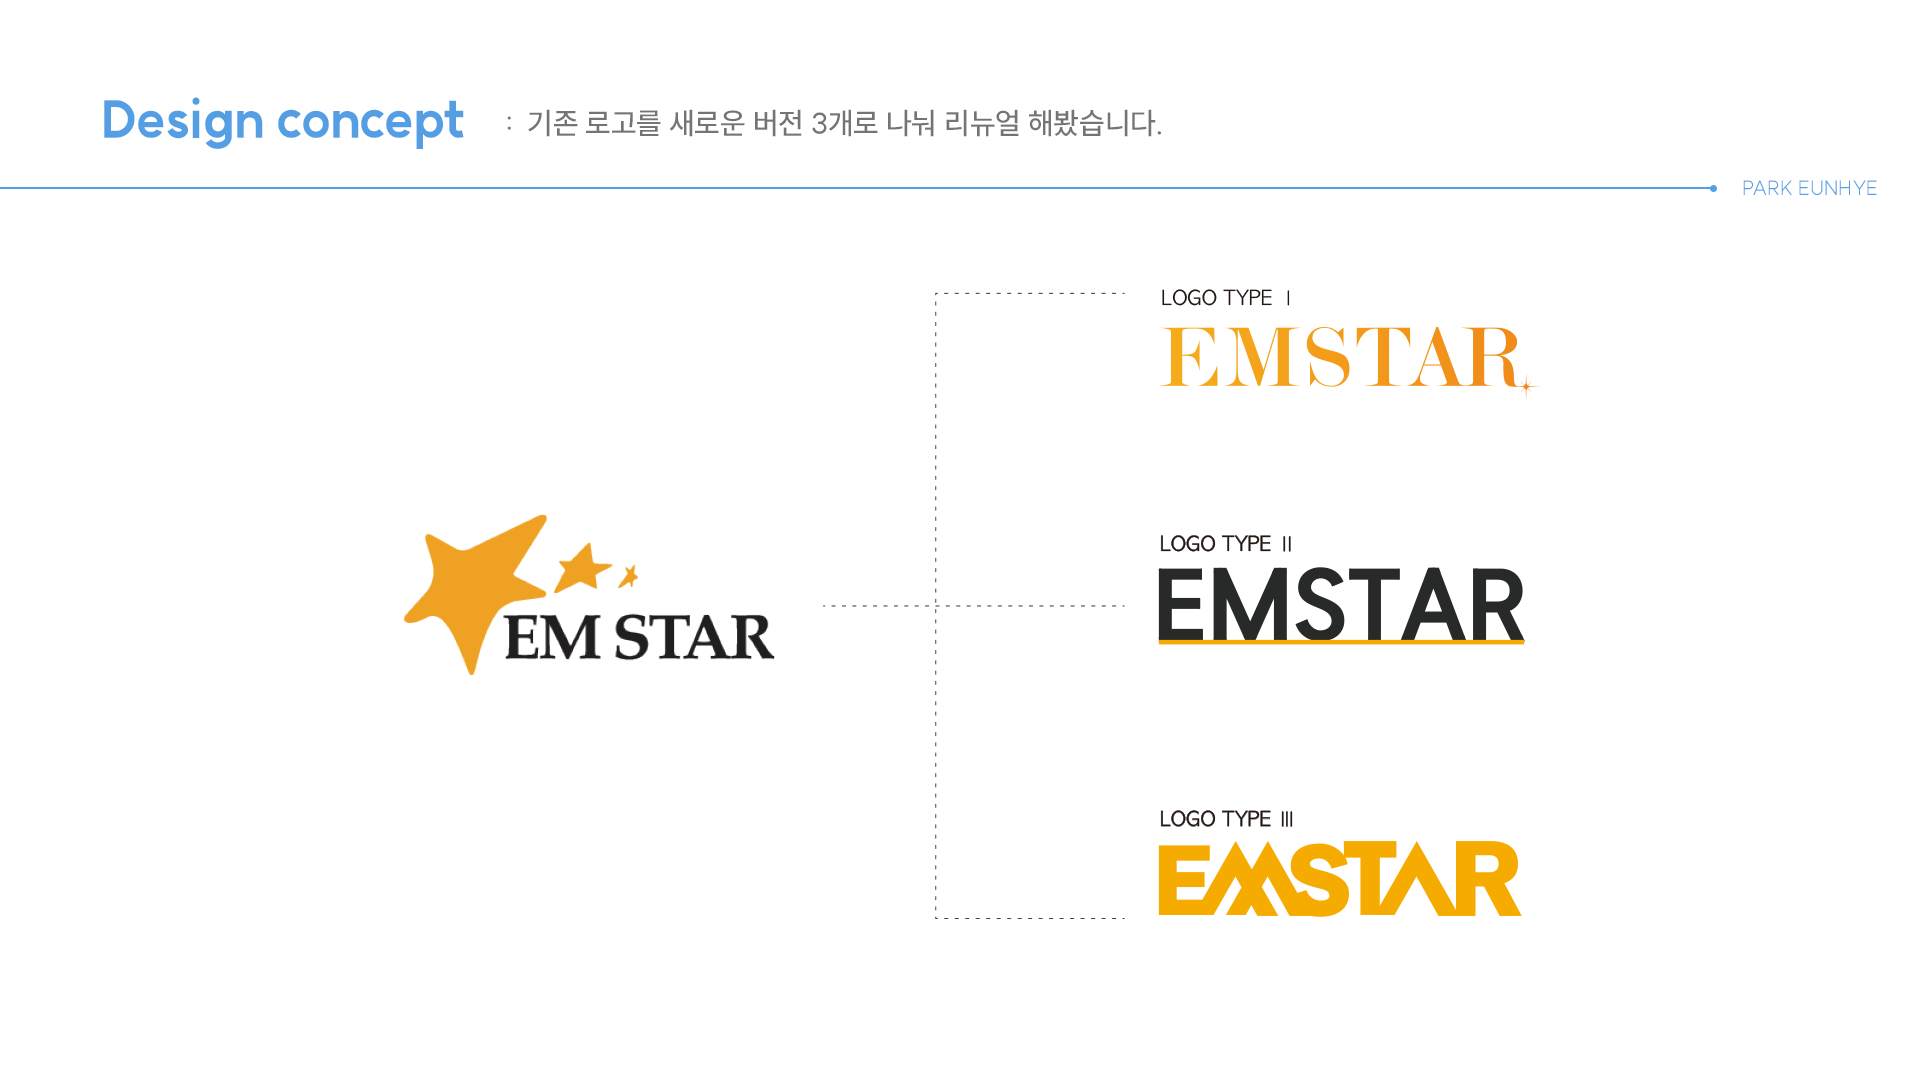 Design concept : 기존 로고를 새로운 버전 3개로 나눠 리뉴얼 해봤습니다.
PARK EUNHYE
EM STAR
LOGO TYPE Ⅰ
EMSTAR
LOGO TYPE Ⅱ
EMSTAR
LOGO TYPE Ⅲ
EMSTAR